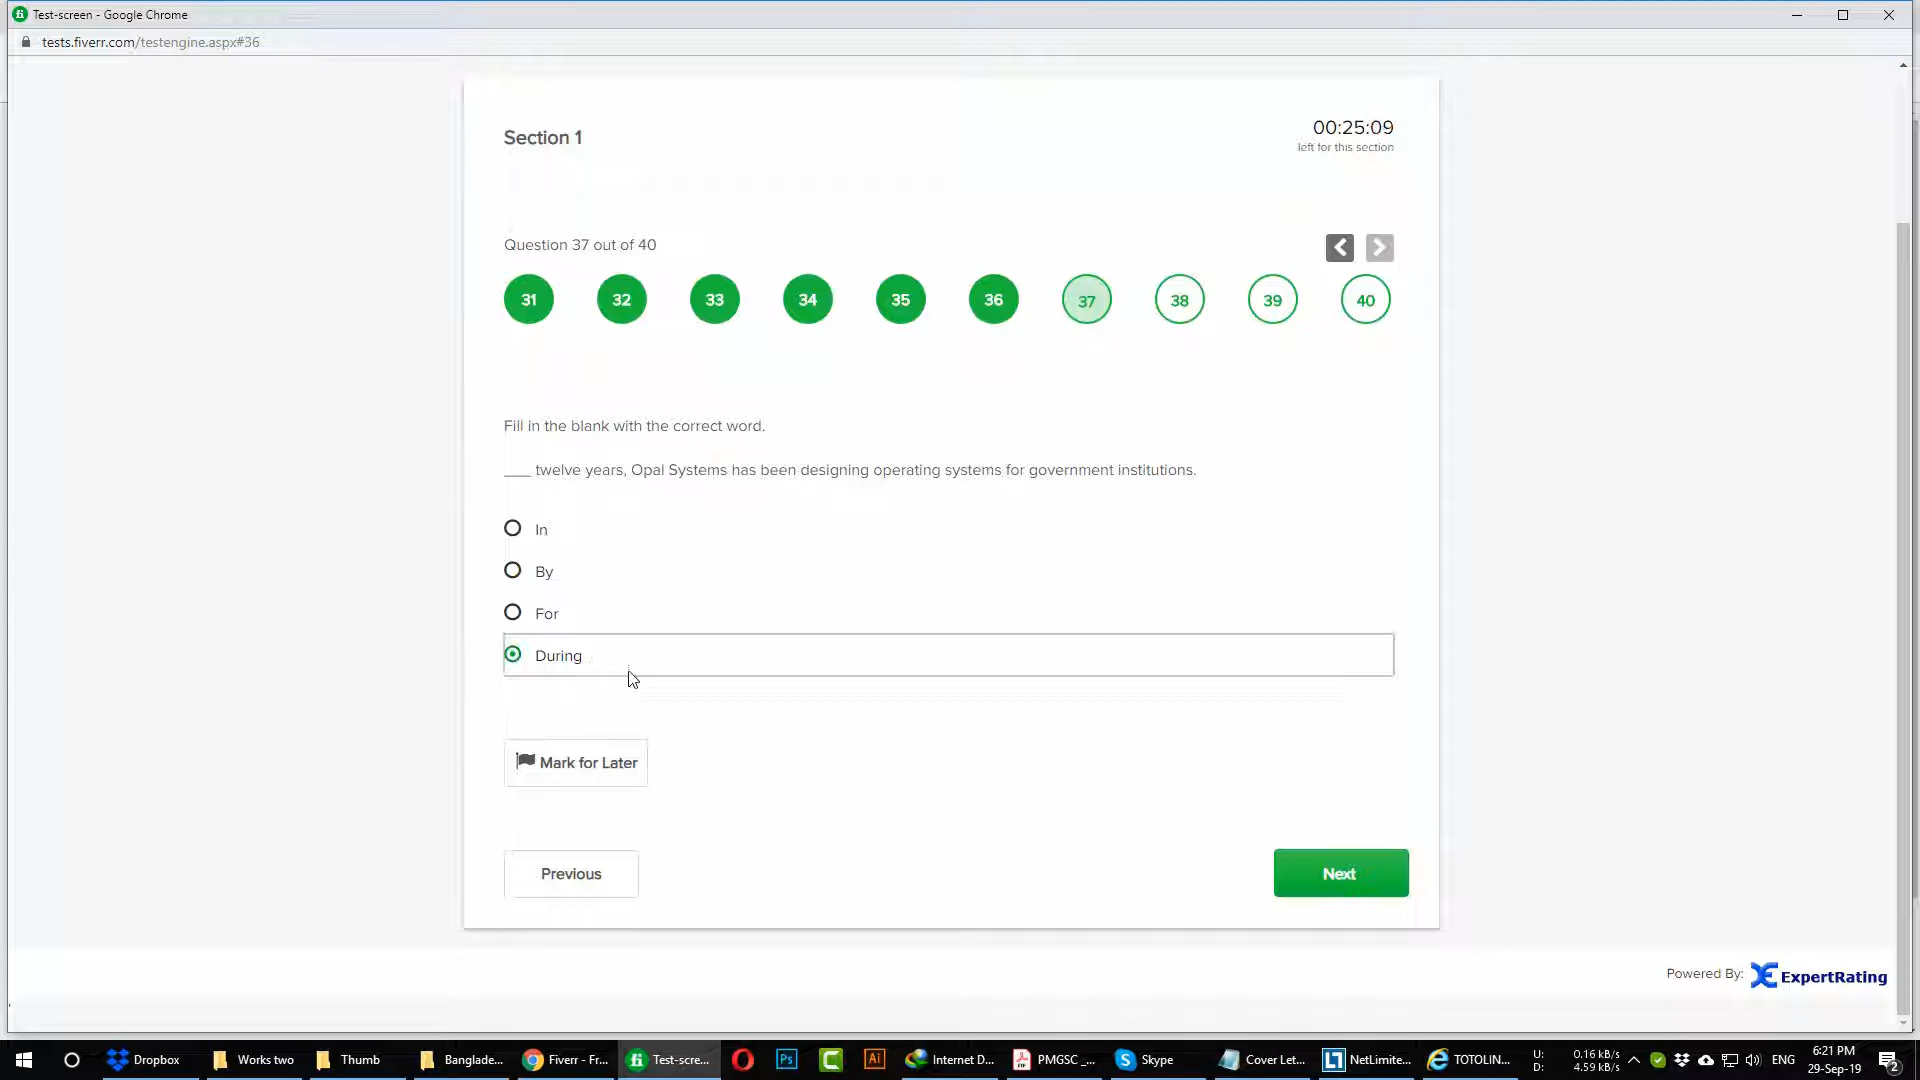 Test-screen - Google Chrome
tests.fiverr.com/testengine.aspx#36
Section 1
00:25:09
left for this section
Question 37 out of 40
31 32 33 34 35 36 37 38 39 40
Fill in the blank with the correct word.
___ twelve years, Opal Systems has been designing operating systems for government institutions.
In
By
For
During
Mark for Later
Previous
Next
Powered By: ExpertRating
Dropbox
Works two
Thumb
Banglade...
Fiverr - Fr...
fi Test-scre...
Ps
Ai
Internet D...
PMGSC _...
Skype
Cover Let...
NetLimite...
TOTOLIN...
U: 0.16 kB/s
D: 4.59 kB/s
ENG
6:21 PM
29-Sep-19
2